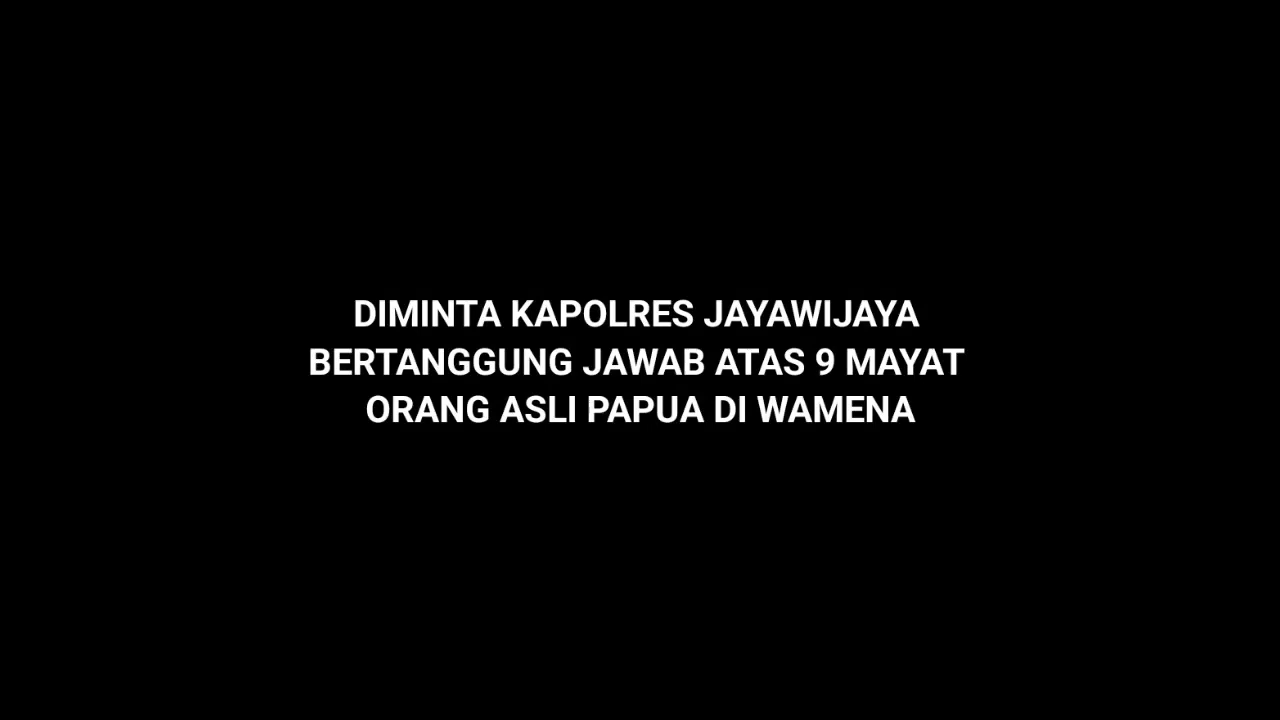 DIMINTA KAPOLRES JAYAWIJAYA
BERTANGGUNG JAWAB ATAS 9 MAYAT
ORANG ASLI PAPUA DI WAMENA